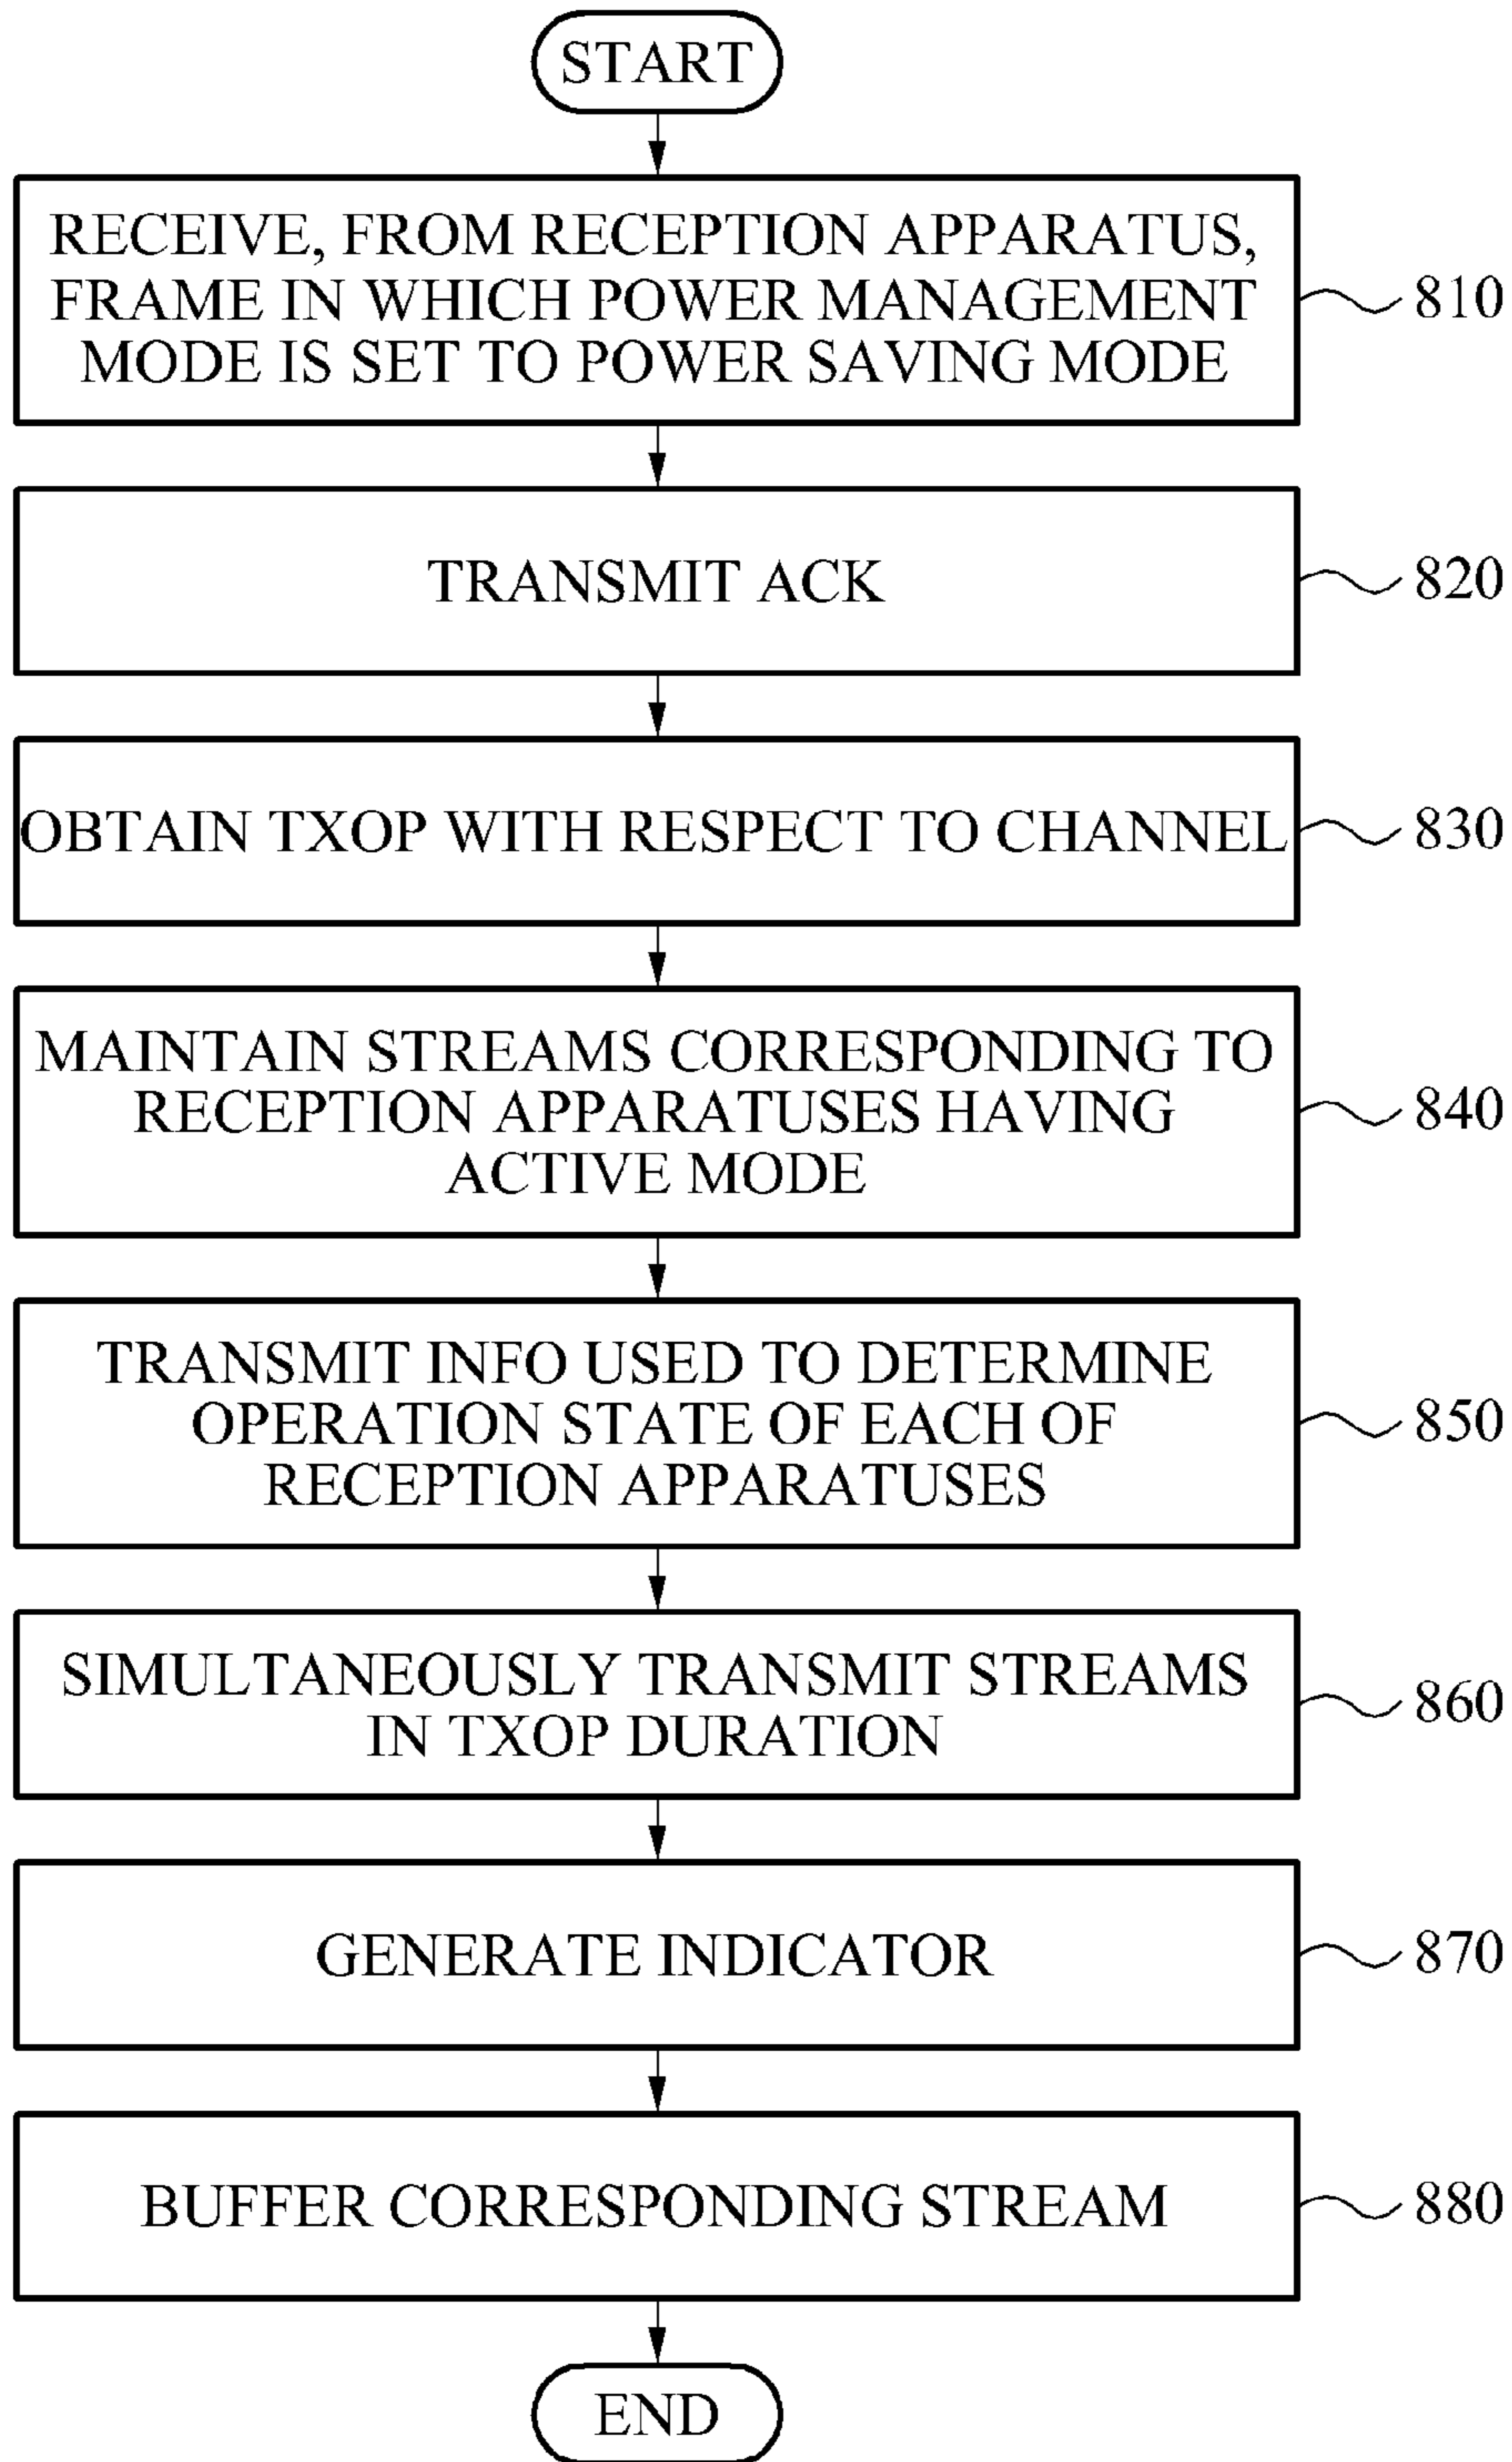 START
RECEIVE, FROM RECEPTION APPARATUS,
FRAME IN WHICH POWER MANAGEMENT
MODE IS SET TO POWER SAVING MODE
810
TRANSMIT ACK
820
OBTAIN TXOP WITH RESPECT TO CHANNEL
830
MAINTAIN STREAMS CORRESPONDING TO
RECEPTION APPARATUSES HAVING
ACTIVE MODE
840
TRANSMIT INFO USED TO DETERMINE
OPERATION STATE OF EACH OF
RECEPTION APPARATUSES
850
SIMULTANEOUSLY TRANSMIT STREAMS
IN TXOP DURATION
860
GENERATE INDICATOR
870
BUFFER CORRESPONDING STREAM
880
END